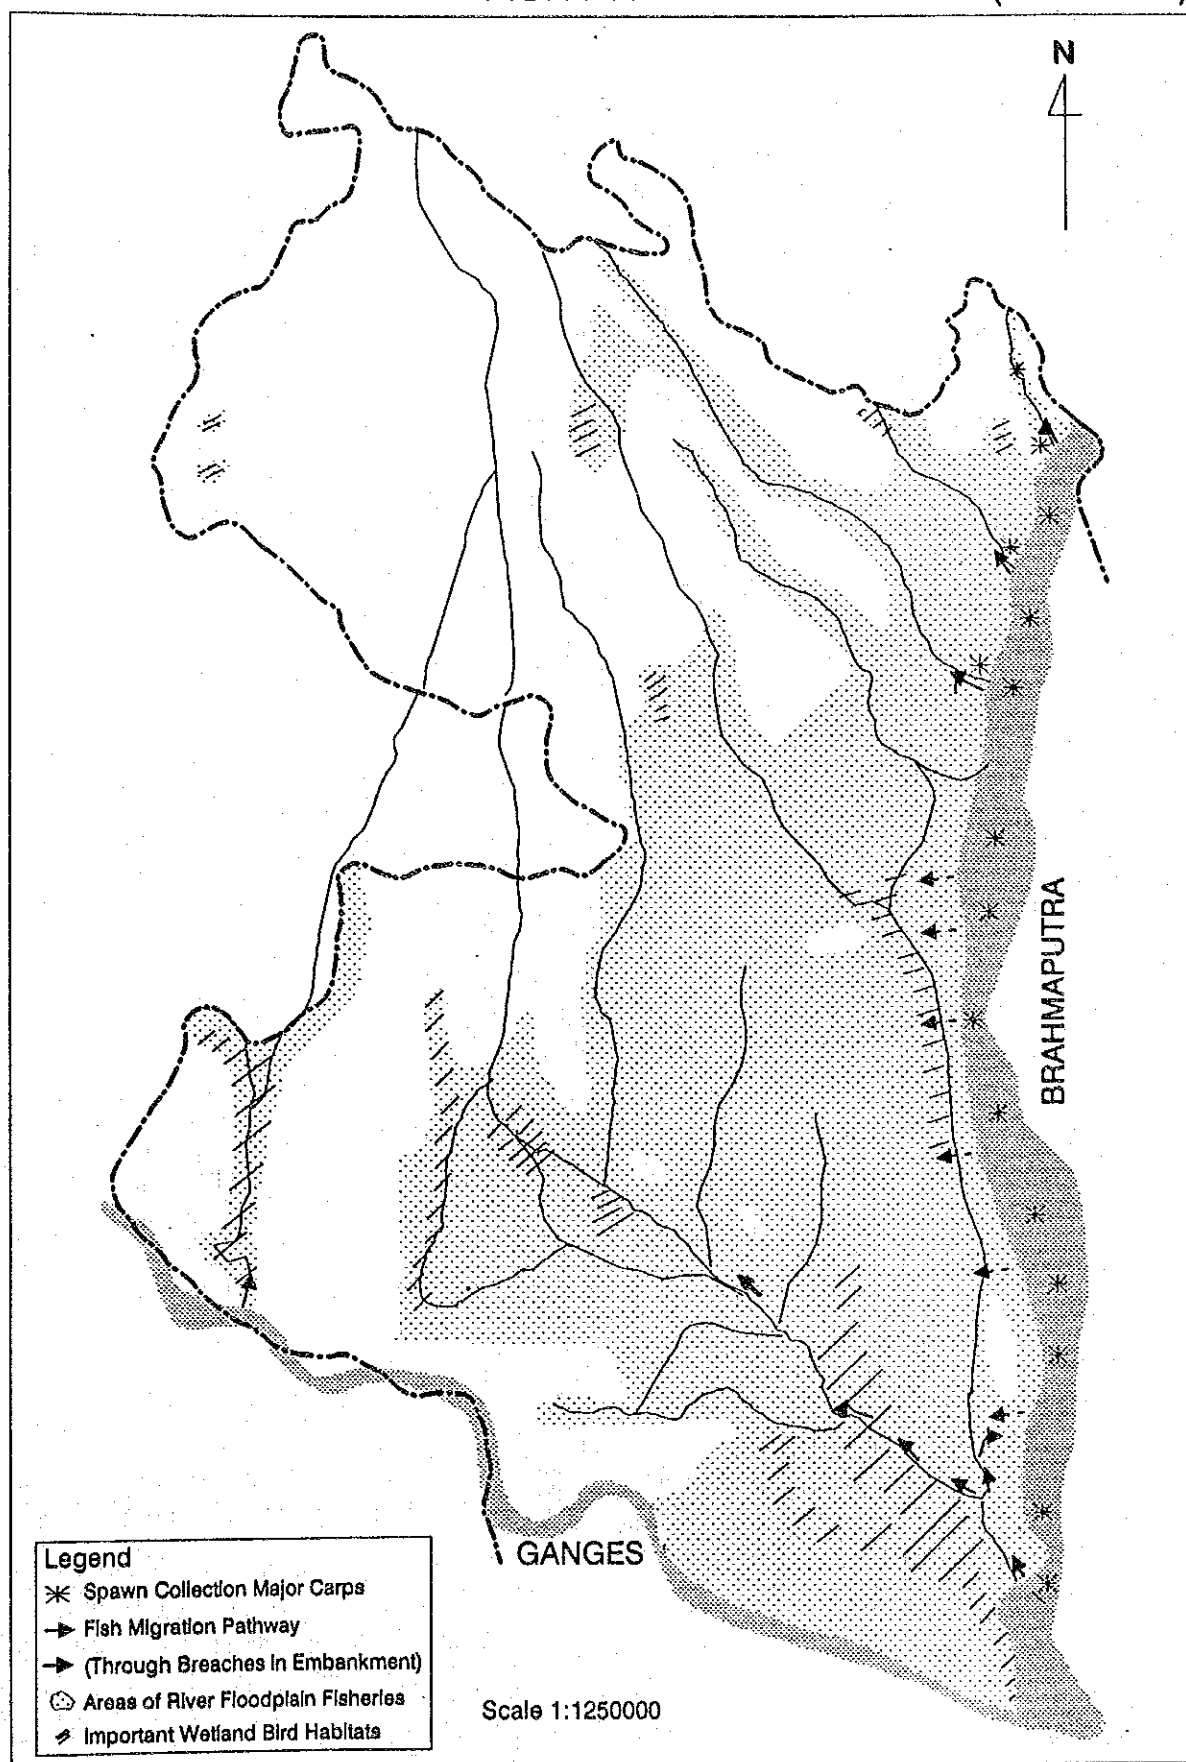 N
BRAHMAPUTRA
GANGES
Legend
Spawn Collection Major Carps
Fish Migration Pathway
(Through Breaches in Embankment)
Areas of River Floodplain Fisheries
Important Wetland Bird Habitats
Scale 1:1250000